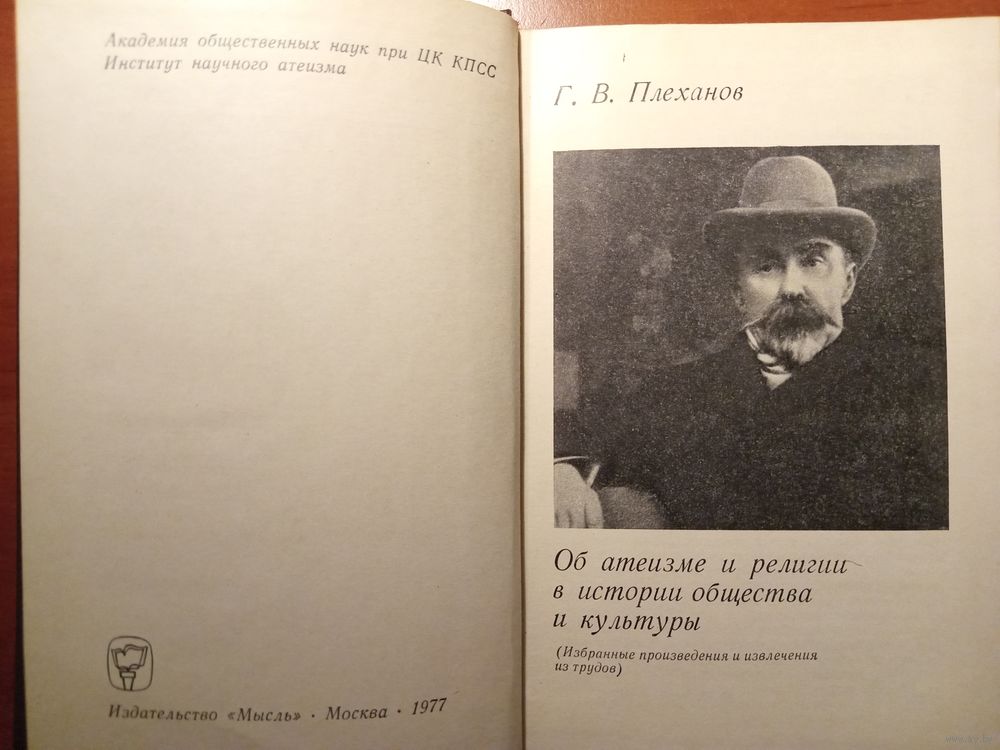 Академия общественных наук при ЦК КПСС
Институт научного атеизма
Издательство «Мысль» · Москва · 1977
Г. В. Плеханов
Об атеизме и религии
в истории общества
и культуры
(Избранные произведения и извлечения
из трудов)